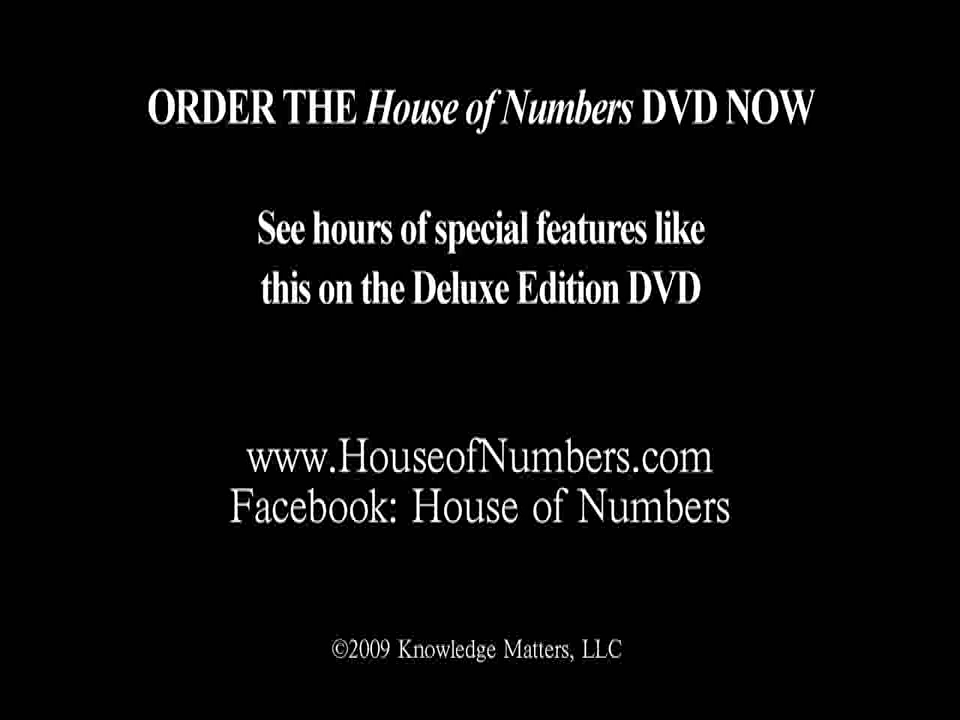 ORDER THE House of Numbers DVD NOW
See hours of special features like
this on the Deluxe Edition DVD
www.HouseofNumbers.com
Facebook: House of Numbers
©2009 Knowledge Matters, LLC